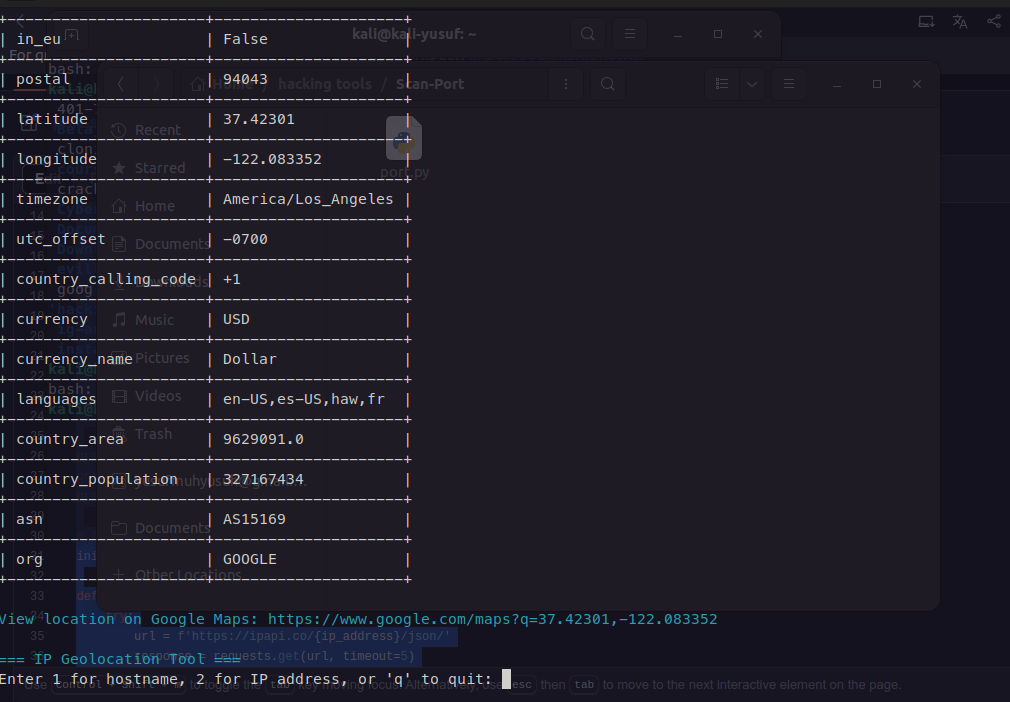 +----------------------+---------------------+
| in_eu | False |
+----------------------+---------------------+
| postal | 94043 |
+----------------------+---------------------+
| latitude | 37.42301 |
+----------------------+---------------------+
| longitude | -122.083352 |
+----------------------+---------------------+
| timezone | America/Los_Angeles |
+----------------------+---------------------+
| utc_offset | -0700 |
+----------------------+---------------------+
| country_calling_code | +1 |
+----------------------+---------------------+
| currency | USD |
+----------------------+---------------------+
| currency_name | Dollar |
+----------------------+---------------------+
| languages | en-US,es-US,haw,fr |
+----------------------+---------------------+
| country_area | 9629091.0 |
+----------------------+---------------------+
| country_population | 327167434 |
+----------------------+---------------------+
| asn | AS15169 |
+----------------------+---------------------+
| org | GOOGLE |
+----------------------+---------------------+
View location on Google Maps: https://www.google.com/maps?q=37.42301,-122.083352
=== IP Geolocation Tool ===
Enter 1 for hostname, 2 for IP address, or 'q' to quit:
kali@kali-yusuf: ~
Home / hacking tools / Scan-Port
Recent
Starred
Home
Documents
Downloads
Music
Pictures
Videos
Trash
Documents
Other Locations
port.py
bash:
bash:
33 def
35 url = f'https://ipapi.co/{ip_address}/json/'
response = requests.get(url, timeout=5)
to toggle the tab key moving focus. Alternatively, use esc then tab to move to the next interactive element on the page.